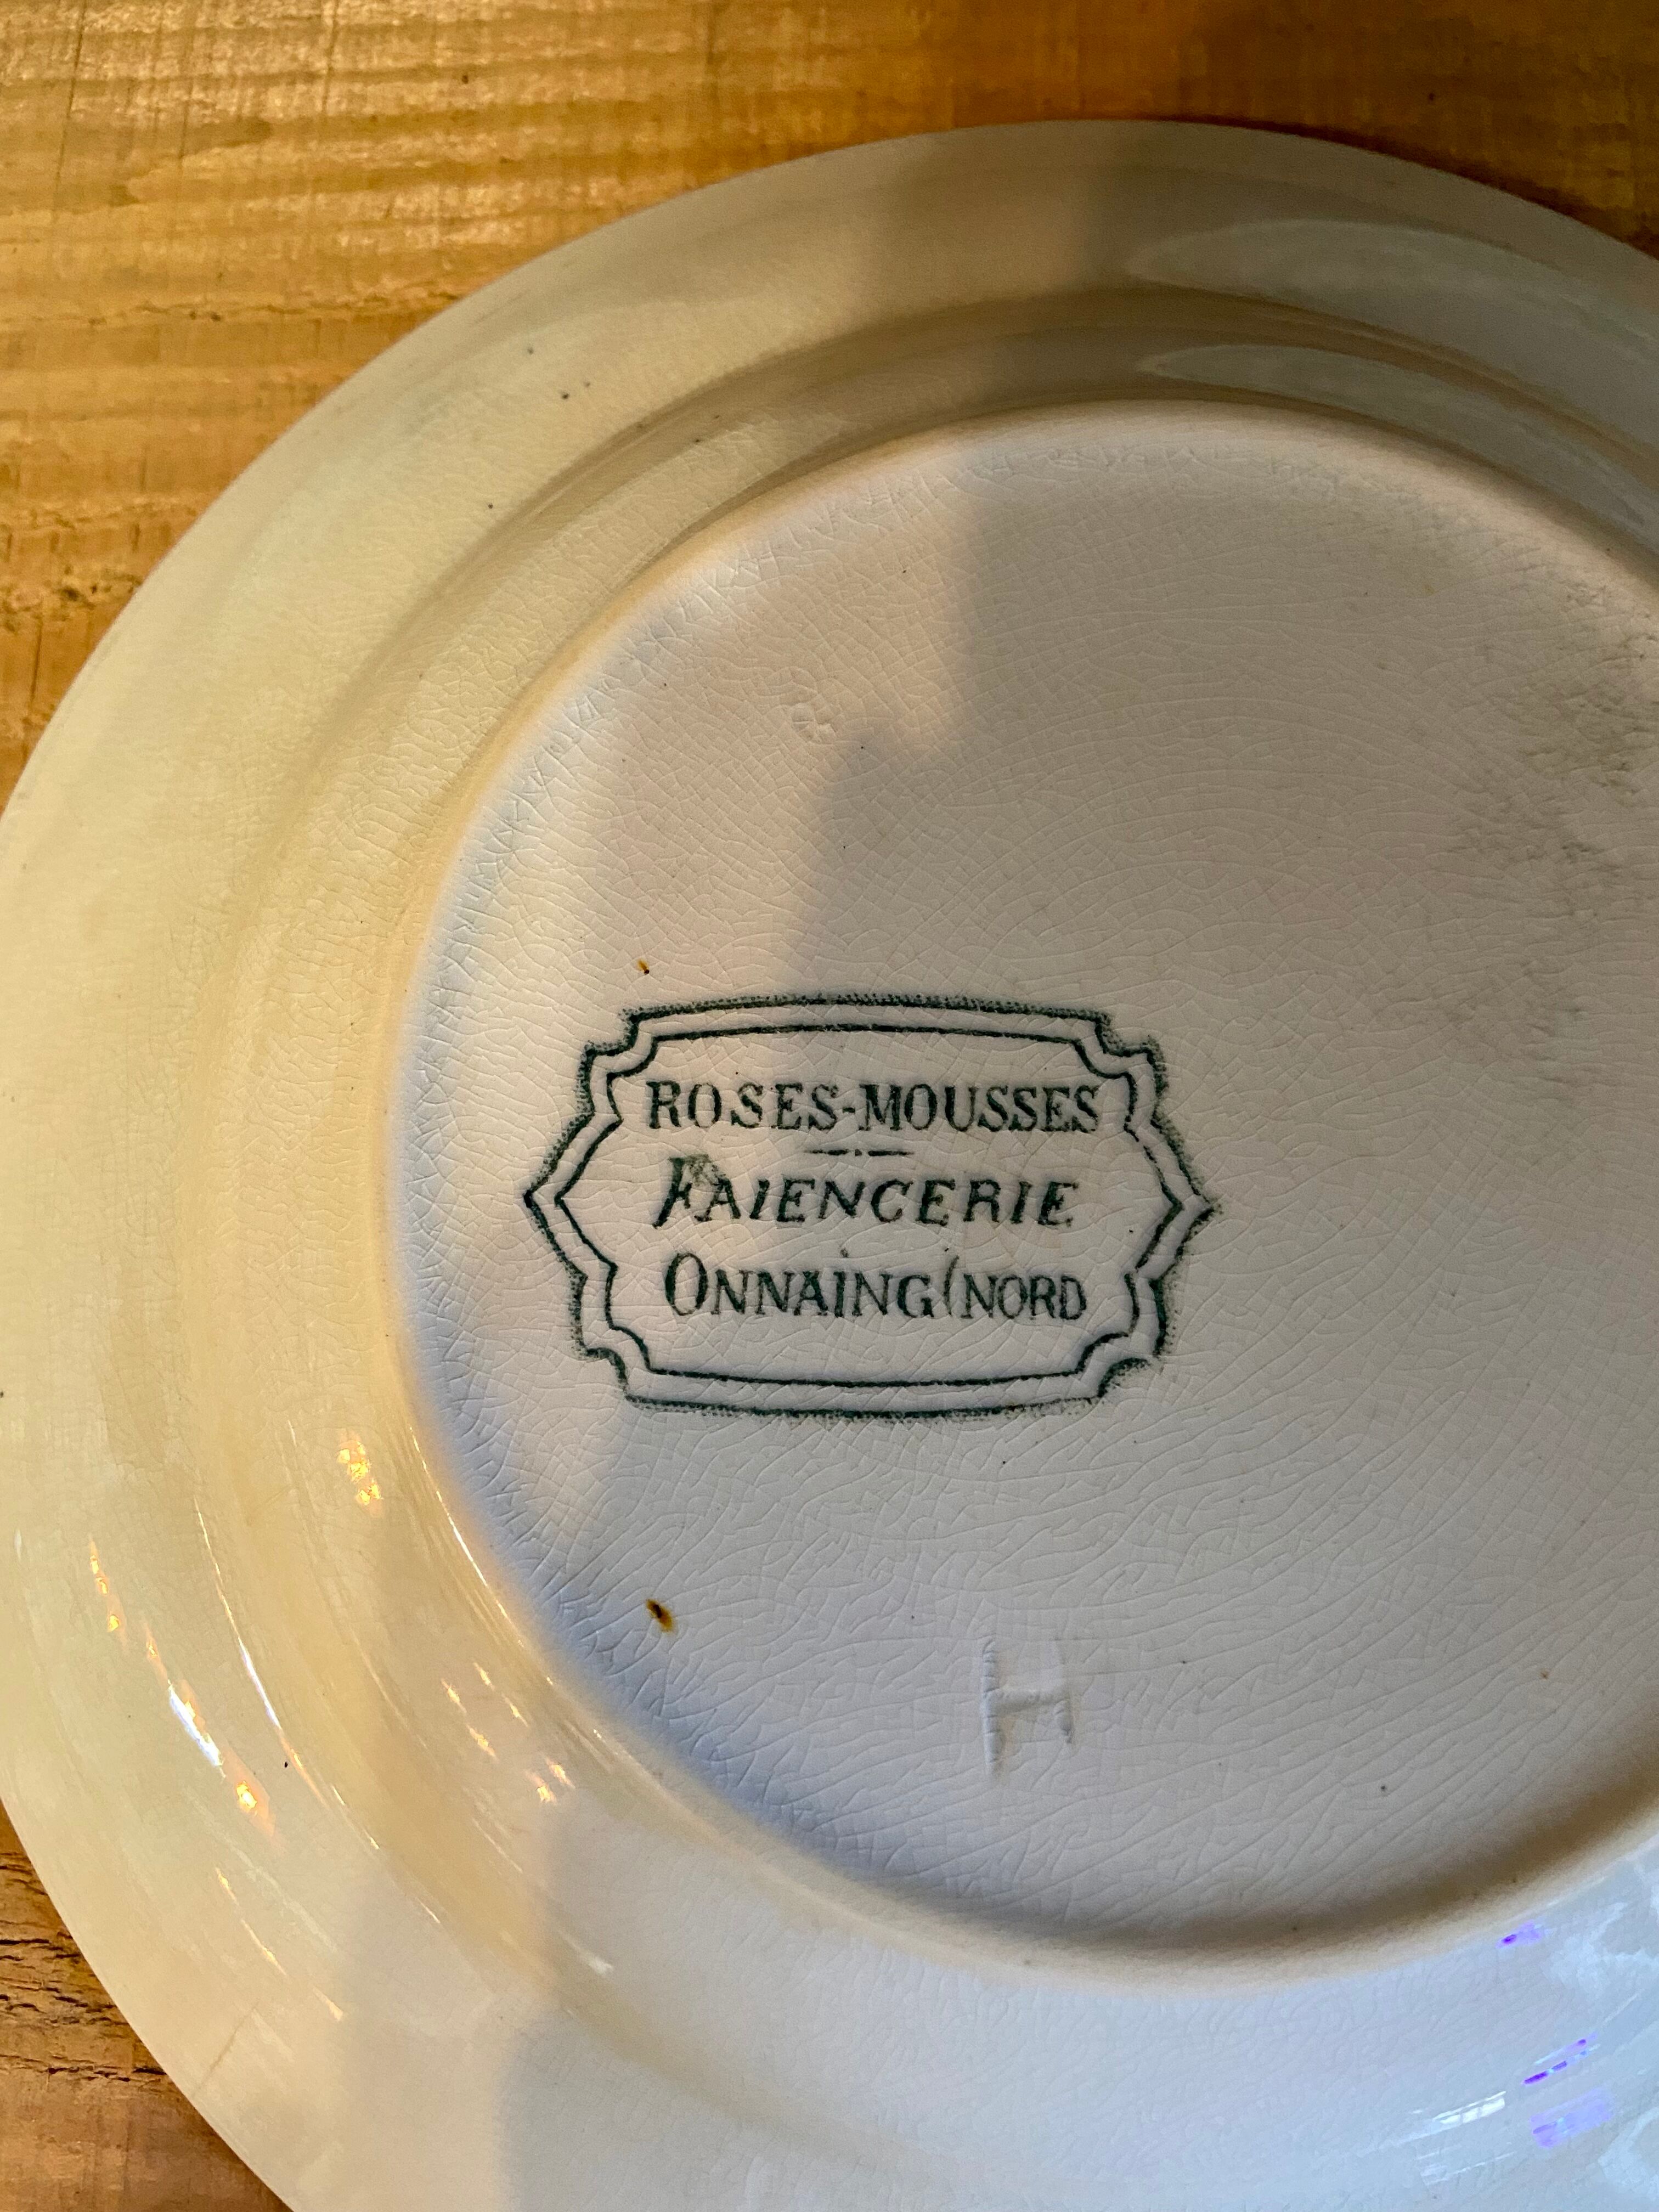 ROSES-MOUSSES
FAIENCERIE
ONNAING(NORD
H